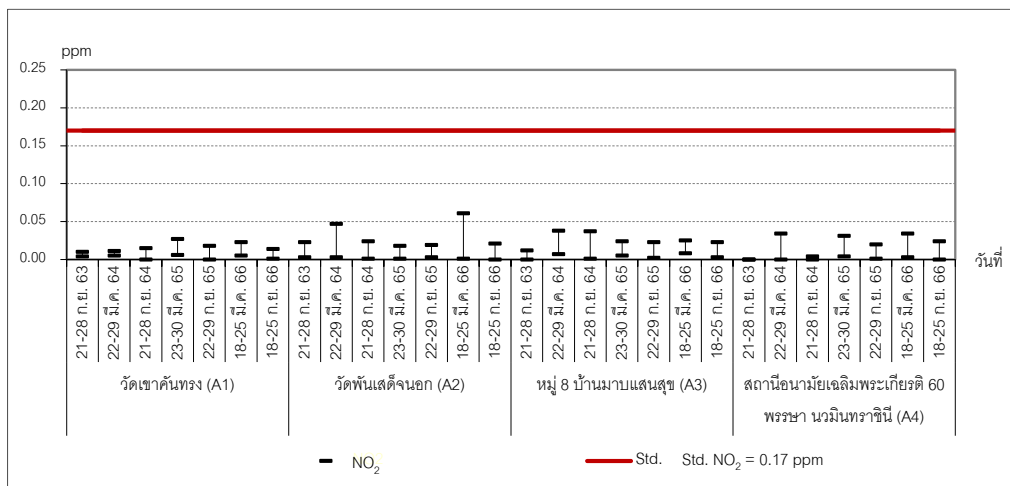 ppm
0.25
0.20
0.15
0.10
0.05
0.00
วันที่
21-28 ก.ย. 63
22-29 มี.ค. 64
21-28 ก.ย. 64
23-30 มี.ค. 65
22-29 ก.ย. 65
18-25 มี.ค. 66
18-25 ก.ย. 66
21-28 ก.ย. 63
22-29 มี.ค. 64
21-28 ก.ย. 64
23-30 มี.ค. 65
22-29 ก.ย. 65
18-25 มี.ค. 66
18-25 ก.ย. 66
21-28 ก.ย. 63
22-29 มี.ค. 64
21-28 ก.ย. 64
23-30 มี.ค. 65
22-29 ก.ย. 65
18-25 มี.ค. 66
18-25 ก.ย. 66
21-28 ก.ย. 63
22-29 มี.ค. 64
21-28 ก.ย. 64
23-30 มี.ค. 65
22-29 ก.ย. 65
18-25 มี.ค. 66
18-25 ก.ย. 66
วัดเขาคันทรง (A1)
วัดพันเสด็จนอก (A2)
หมู่ 8 บ้านมาบแสนสุข (A3)
สถานีอนามัยเฉลิมพระเกียรติ 60
พรรษา นวมินทราชินี (A4)
NO₂
Std. Std. NO₂ = 0.17 ppm